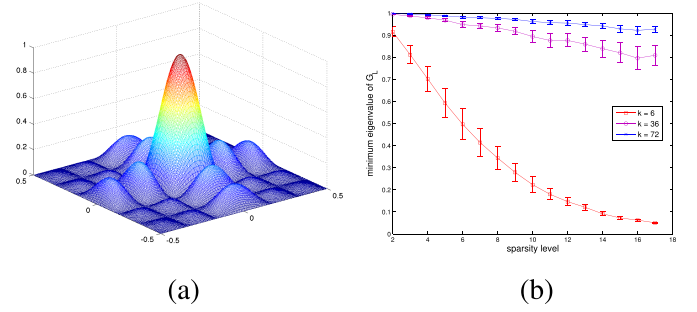 1
0.8
0.6
0.4
0.2
0
0.5
0
-0.5
-0.5
0
0.5
(a)
1
0.9
0.8
0.7
0.6
0.5
0.4
0.3
0.2
0.1
0
2 4 6 8 10 12 14 16 18
sparsity level
minimum eigenvalue of G_L
k = 6
k = 36
k = 72
(b)